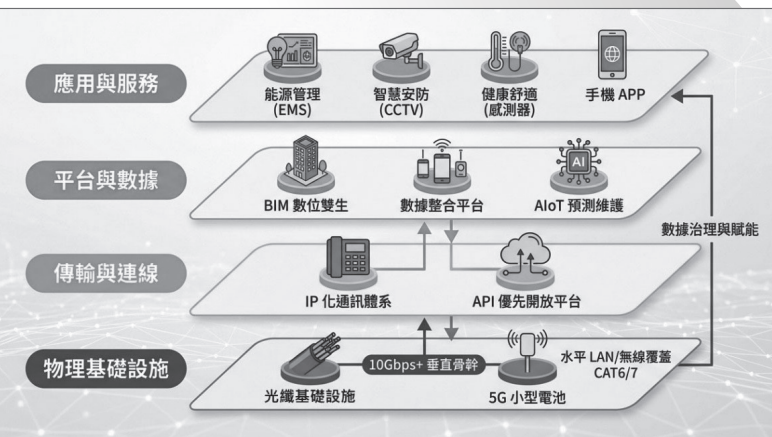 應用與服務
能源管理
(EMS)
智慧安防
(CCTV)
健康舒適
(感測器)
手機 APP
平台與數據
BIM 數位雙生
數據整合平台
AI
AIoT 預測維護
數據治理與賦能
傳輸與連線
IP 化通訊體系
API 優先開放平台
物理基礎設施
光纖基礎設施
10Gbps+ 垂直骨幹
5G 小型電池
水平 LAN/無線覆蓋
CAT6/7